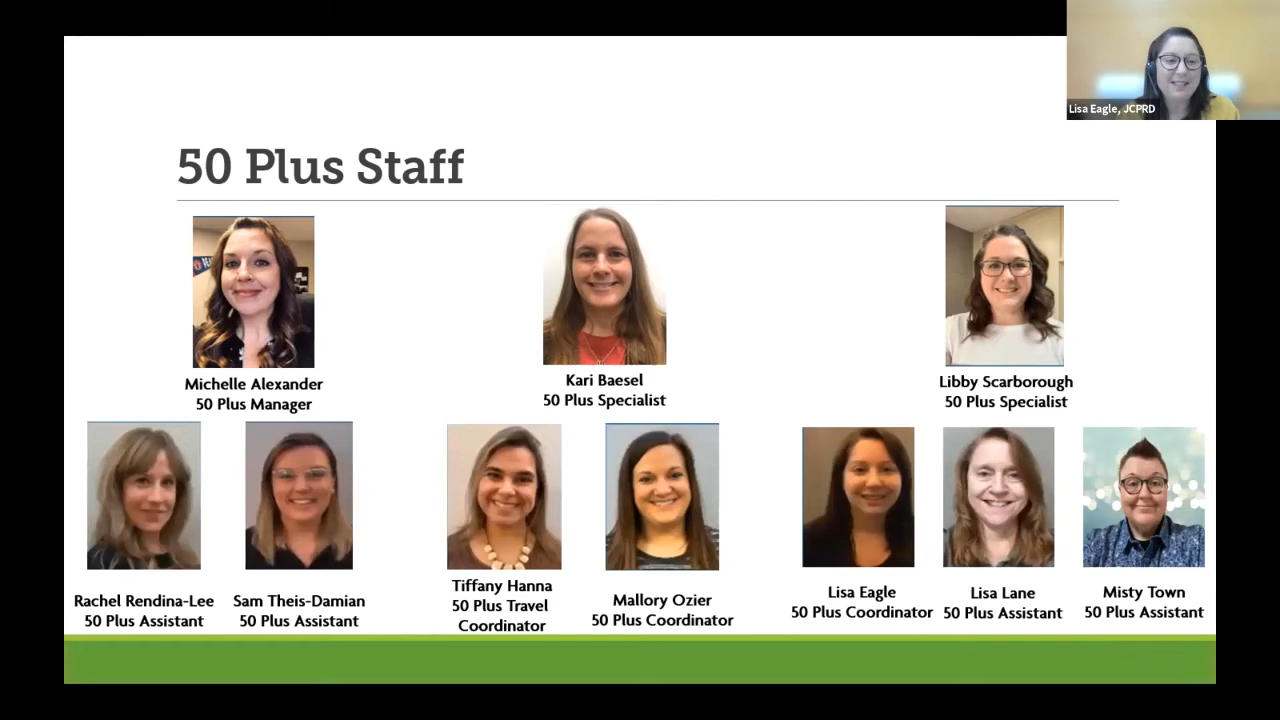 Lisa Eagle, JCPRD
50 Plus Staff
Michelle Alexander
50 Plus Manager
Kari Baesel
50 Plus Specialist
Libby Scarborough
50 Plus Specialist
Rachel Rendina-Lee
50 Plus Assistant
Sam Theis-Damian
50 Plus Assistant
Tiffany Hanna
50 Plus Travel
Coordinator
Mallory Ozier
50 Plus Coordinator
Lisa Eagle
50 Plus Coordinator
Lisa Lane
50 Plus Assistant
Misty Town
50 Plus Assistant